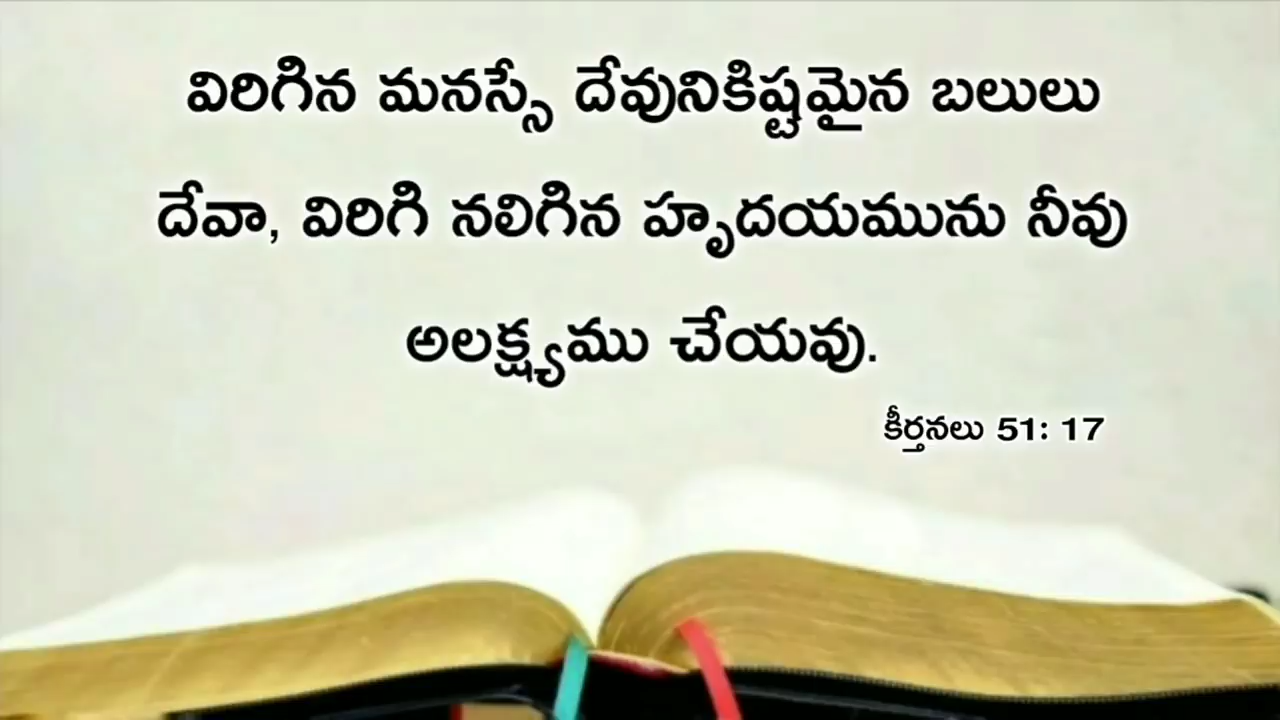 విరిగిన మనస్సే దేవునికిష్టమైన బలులు
దేవా, విరిగి నలిగిన హృదయమును నీవు
అలక్ష్యము చేయవు.
కీర్తనలు 51: 17